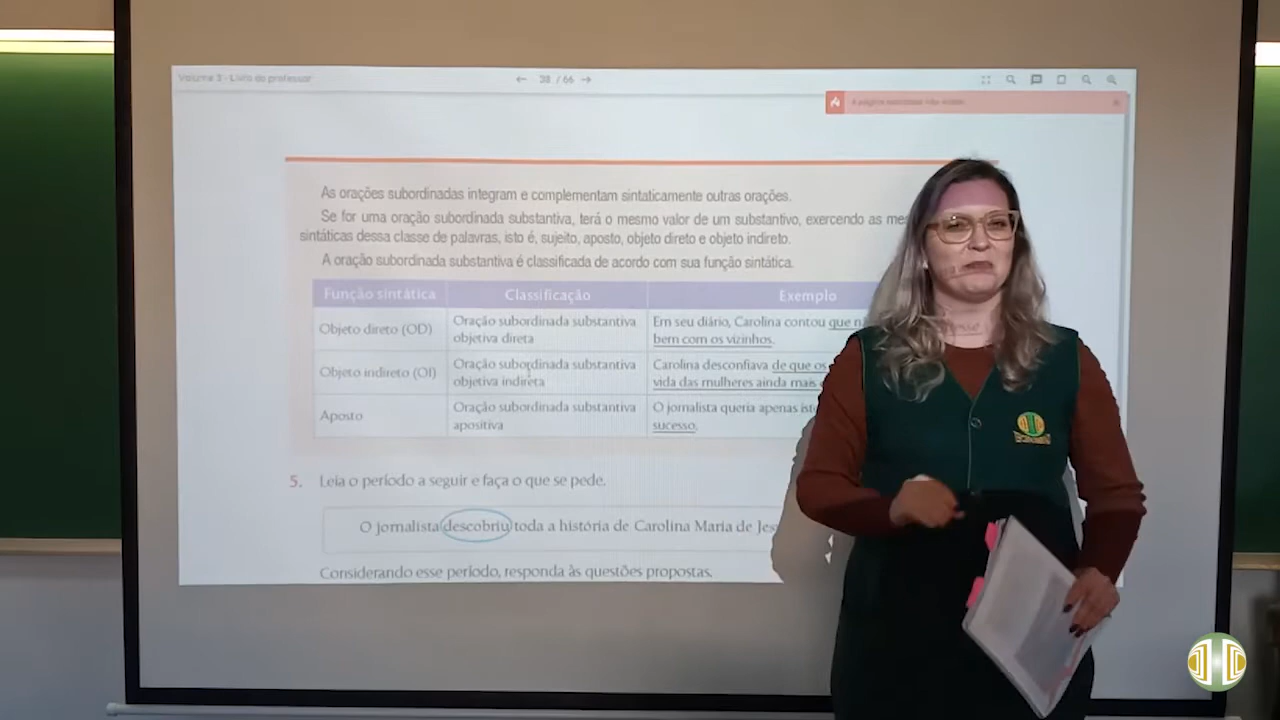 Volume 3 - Livro do professor
← 38 / 66 →
As orações subordinadas integram e complementam sintaticamente outras orações.
Se for uma oração subordinada substantiva, terá o mesmo valor de um substantivo, exercendo as
sintáticas dessa classe de palavras, isto é, sujeito, aposto, objeto direto e objeto indireto.
A oração subordinada substantiva é classificada de acordo com sua função sintática.
Função sintática Classificação Exemplo
Objeto direto (OD) Oração subordinada substantiva objetiva direta Em seu diário, Carolina contou que
bem com os vizinhos.
Objeto indireto (OI) Oração subordinada substantiva objetiva indireta Carolina desconfiava de que os
vida das mulheres ainda mais
Aposto Oração subordinada substantiva apositiva O jornalista queria apenas
sucesso.
5. Leia o período a seguir e faça o que se pede.
O jornalista descobriu toda a história de Carolina Maria de
Considerando esse período, responda às questões propostas.